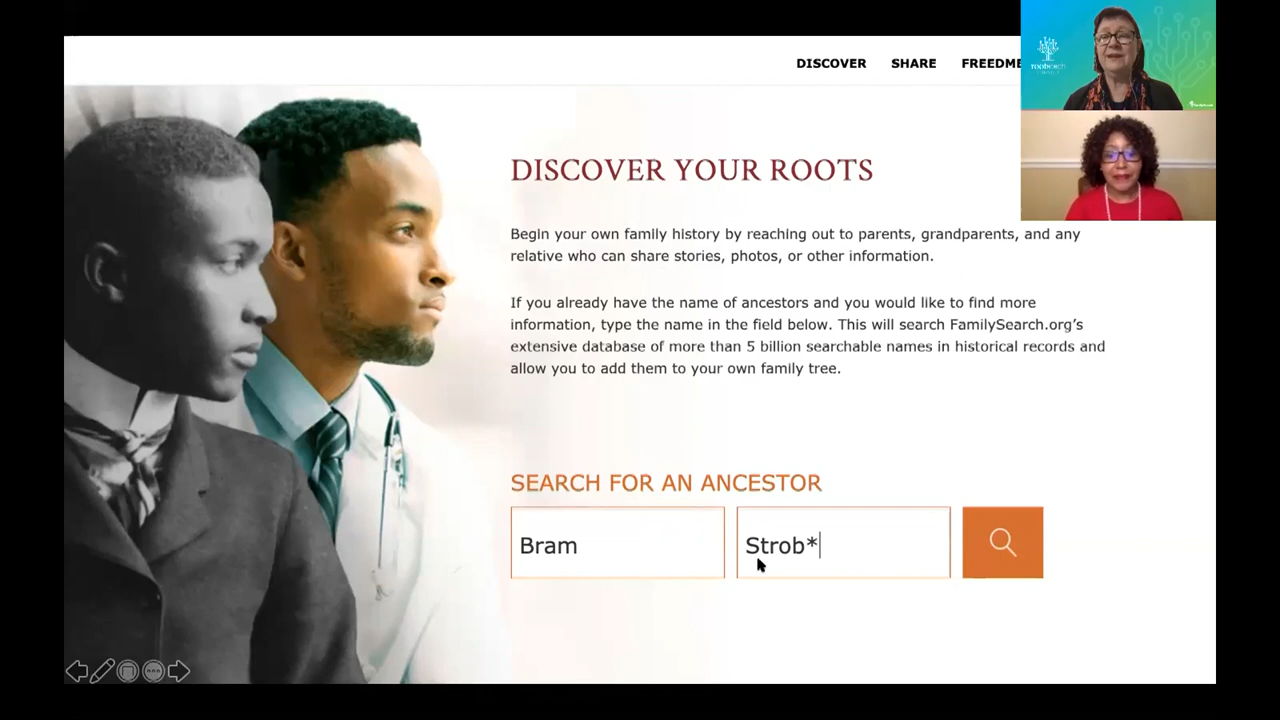 DISCOVER SHARE FREEDME
DISCOVER YOUR ROOTS
Begin your own family history by reaching out to parents, grandparents, and any
relative who can share stories, photos, or other information.
If you already have the name of ancestors and you would like to find more
information, type the name in the field below. This will search FamilySearch.org's
extensive database of more than 5 billion searchable names in historical records and
allow you to add them to your own family tree.
SEARCH FOR AN ANCESTOR
Bram Strob*